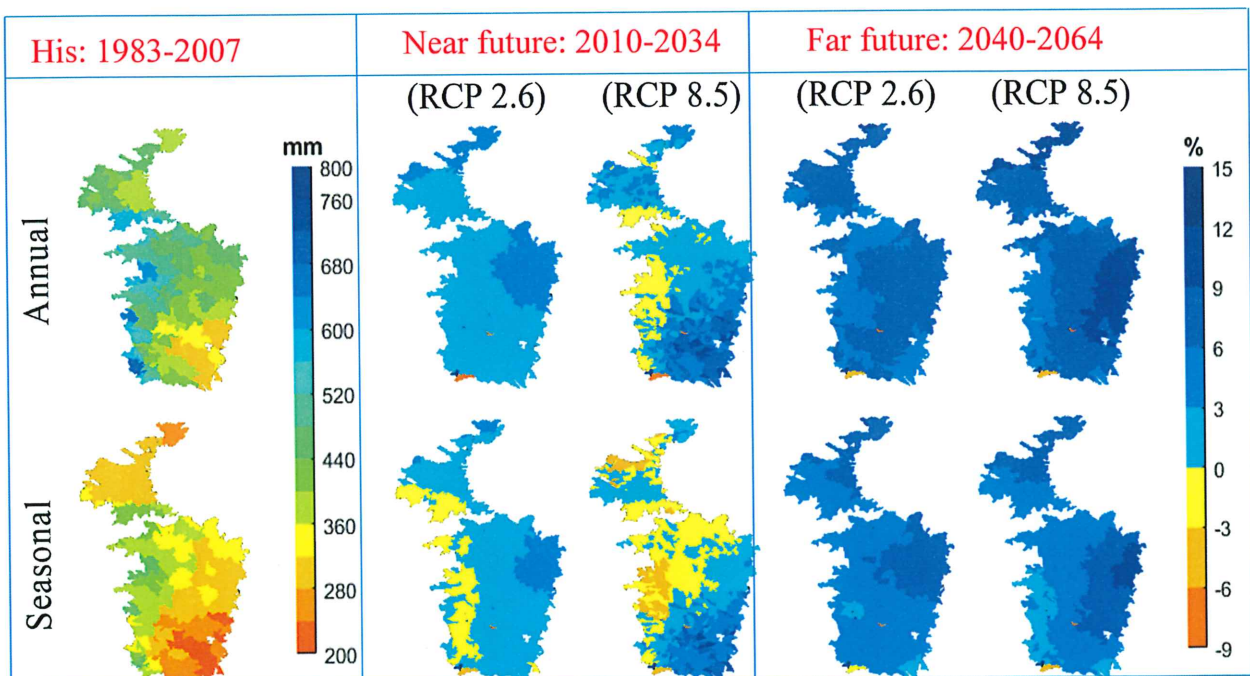 His: 1983-2007
Near future: 2010-2034
Far future: 2040-2064
(RCP 2.6)
(RCP 8.5)
(RCP 2.6)
(RCP 8.5)
Annual
mm
800
760
680
600
520
440
360
280
200
%
15
12
9
6
3
0
-3
-6
-9
Seasonal